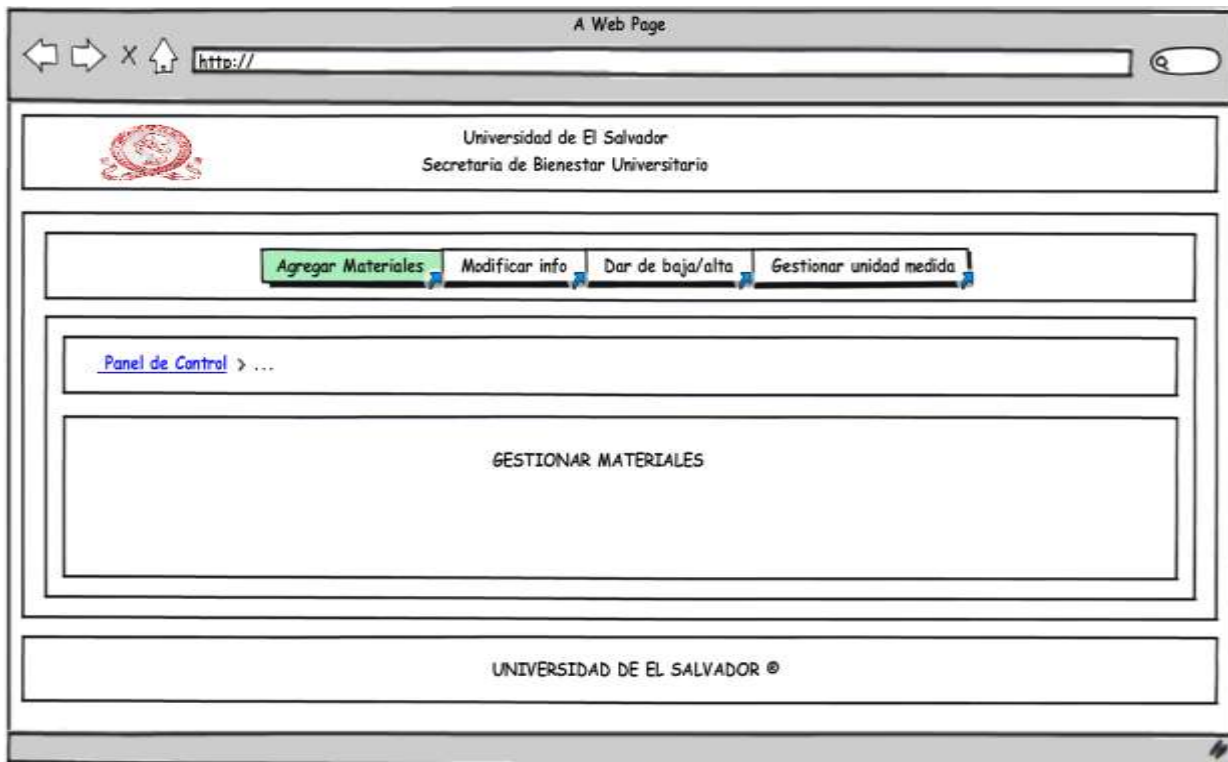 A Web Page
http://
Universidad de El Salvador
Secretaria de Bienestar Universitario
Agregar Materiales Modificar info Dar de baja/alta Gestionar unidad medida
Panel de Control > ...
GESTIONAR MATERIALES
UNIVERSIDAD DE EL SALVADOR ©